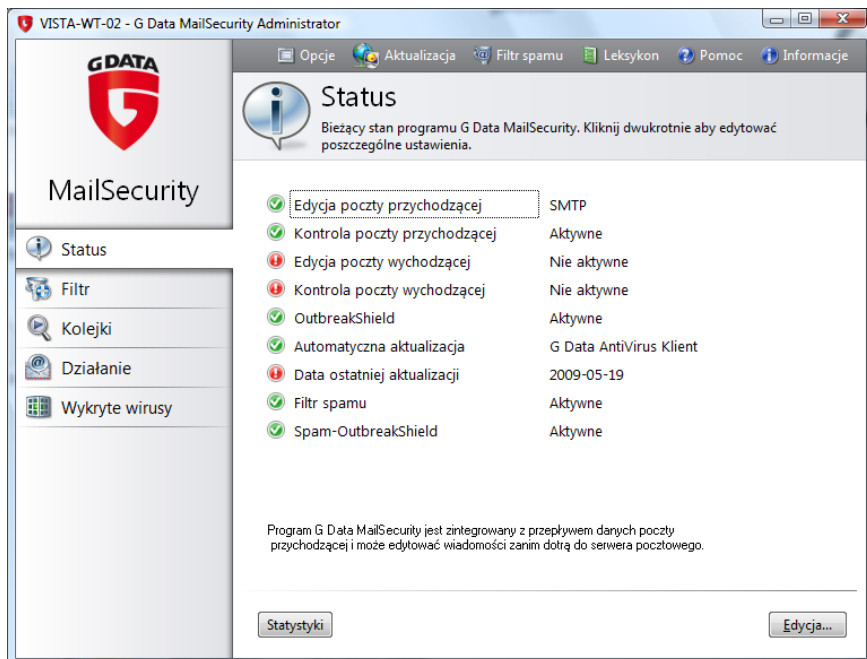 VISTA-WT-02 - G Data MailSecurity Administrator
G DATA
MailSecurity
Opcje Aktualizacja Filtr spamu Leksykon Pomoc Informacje
Status
Bieżący stan programu G Data MailSecurity. Kliknij dwukrotnie aby edytować
poszczególne ustawienia.
Status
Filtr
Kolejki
Działanie
Wykryte wirusy
Edycja poczty przychodzącej SMTP
Kontrola poczty przychodzącej Aktywne
Edycja poczty wychodzącej Nie aktywne
Kontrola poczty wychodzącej Nie aktywne
OutbreakShield Aktywne
Automatyczna aktualizacja G Data AntiVirus Klient
Data ostatniej aktualizacji 2009-05-19
Filtr spamu Aktywne
Spam-OutbreakShield Aktywne
Program G Data MailSecurity jest zintegrowany z przepływem danych poczty
przychodzącej i może edytować wiadomości zanim dotrą do serwera pocztowego.
Statystyki Edycja...